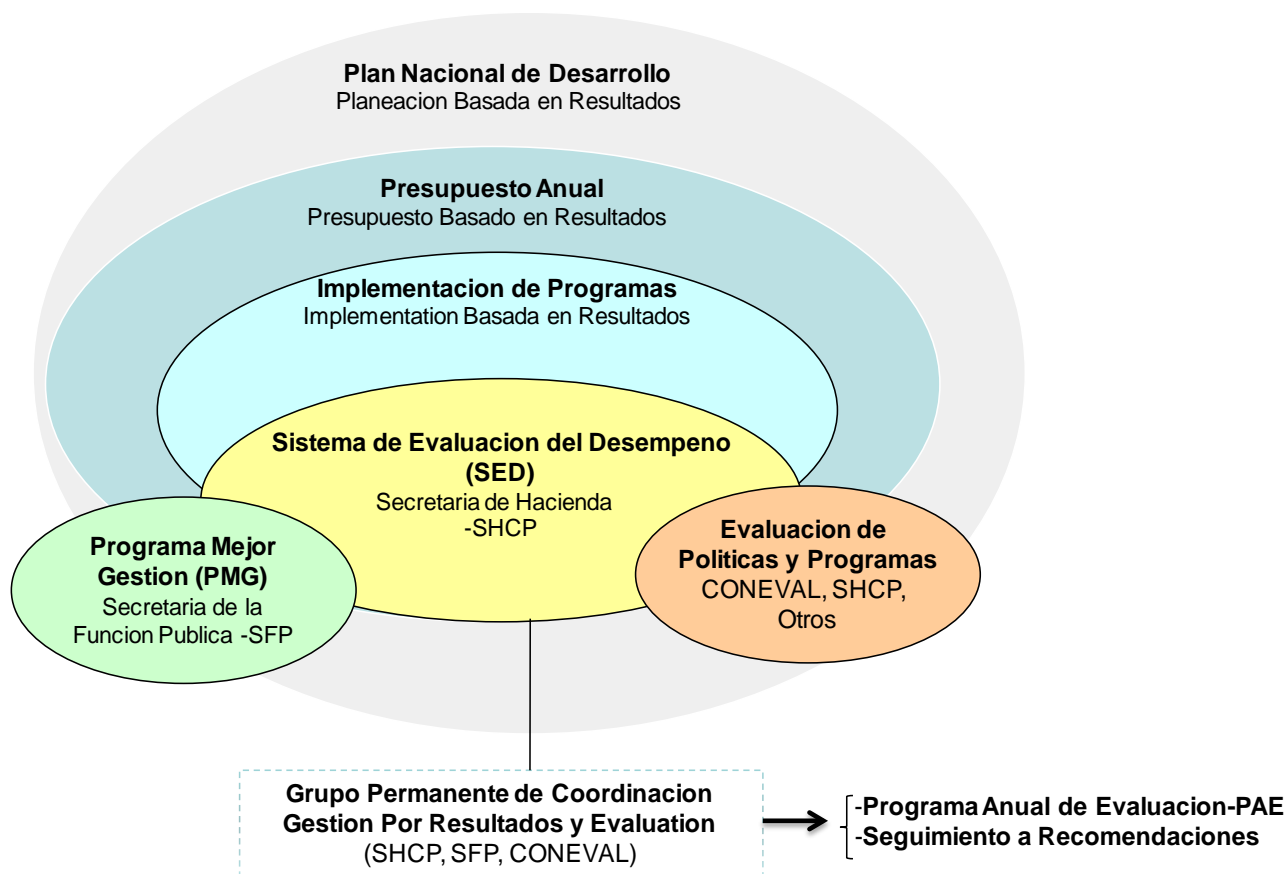 Plan Nacional de Desarrollo
Planeacion Basada en Resultados
Presupuesto Anual
Presupuesto Basado en Resultados
Implementacion de Programas
Implementation Basada en Resultados
Sistema de Evaluacion del Desempeno
(SED)
Secretaria de Hacienda
-SHCP
Programa Mejor
Gestion (PMG)
Secretaria de la
Funcion Publica -SFP
Evaluacion de
Politicas y Programas
CONEVAL, SHCP,
Otros
Grupo Permanente de Coordinacion
Gestion Por Resultados y Evaluation
(SHCP, SFP, CONEVAL)
-Programa Anual de Evaluacion-PAE
-Seguimiento a Recomendaciones